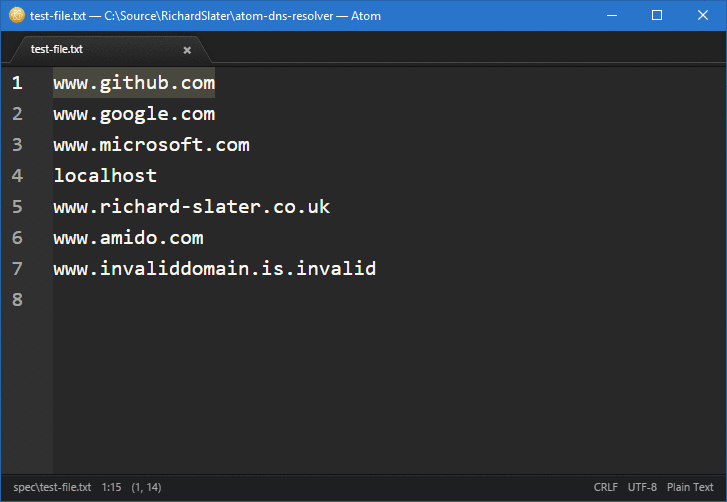 test-file.txt — C:\Source\RichardSlater\atom-dns-resolver — Atom
test-file.txt
1 www.github.com
2 www.google.com
3 www.microsoft.com
4 localhost
5 www.richard-slater.co.uk
6 www.amido.com
7 www.invaliddomain.is.invalid
8
spec\test-file.txt 1:15 (1, 14) CRLF UTF-8 Plain Text